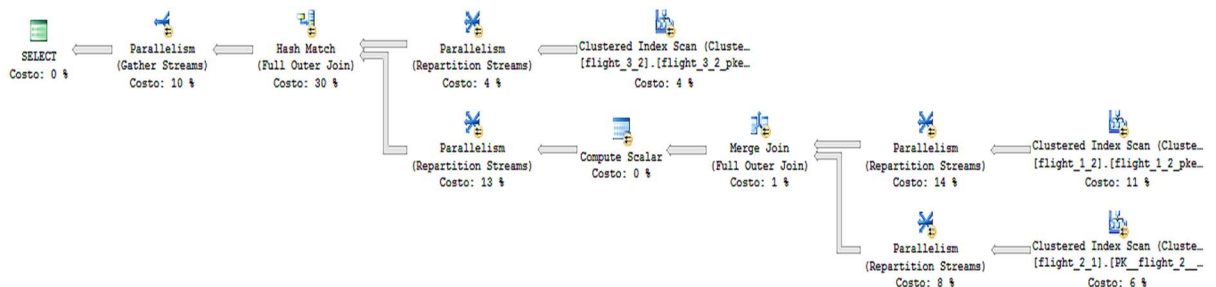 SELECT
Costo: 0 %
Parallelism
(Gather Streams)
Costo: 10 %
Hash Match
(Full Outer Join)
Costo: 30 %
Parallelism
(Repartition Streams)
Costo: 4 %
Clustered Index Scan (Cluste…
[flight_3_2].[flight_3_2_pke…
Costo: 4 %
Parallelism
(Repartition Streams)
Costo: 13 %
Compute Scalar
Costo: 0 %
Merge Join
(Full Outer Join)
Costo: 1 %
Parallelism
(Repartition Streams)
Costo: 14 %
Clustered Index Scan (Cluste…
[flight_1_2].[flight_1_2_pke…
Costo: 11 %
Parallelism
(Repartition Streams)
Costo: 8 %
Clustered Index Scan (Cluste…
[flight_2_1].[PK__flight_2__…
Costo: 6 %